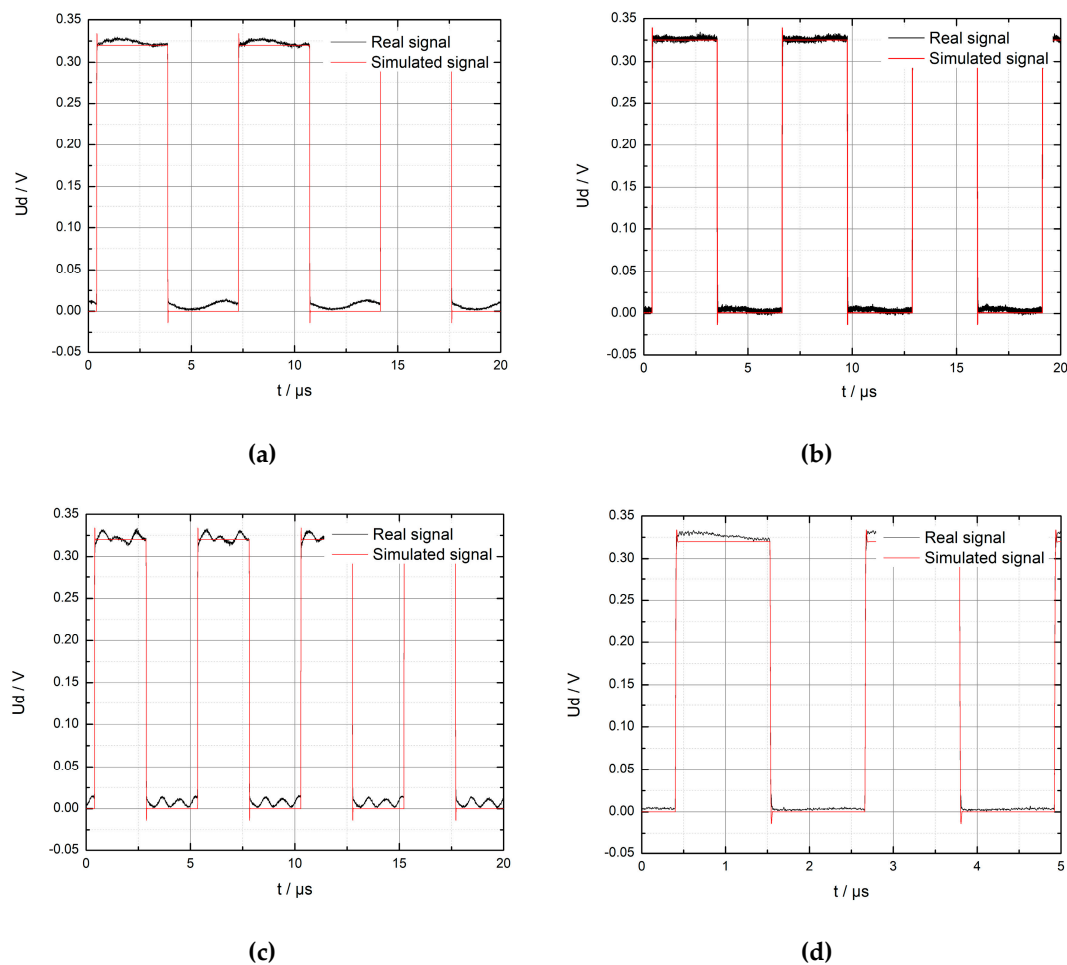 0.35
0.30
0.25
0.20
0.15
0.10
0.05
0.00
-0.05
Ud / V
Real signal
Simulated signal
0 5 10 15 20
t / µs
(a)
0.35
0.30
0.25
0.20
0.15
0.10
0.05
0.00
-0.05
Ud / V
Real signal
Simulated signal
0 5 10 15 20
t / µs
(b)
0.35
0.30
0.25
0.20
0.15
0.10
0.05
0.00
-0.05
Ud / V
Real signal
Simulated signal
0 5 10 15 20
t / µs
(c)
0.35
0.30
0.25
0.20
0.15
0.10
0.05
0.00
-0.05
Ud / V
Real signal
Simulated signal
0 1 2 3 4 5
t / µs
(d)